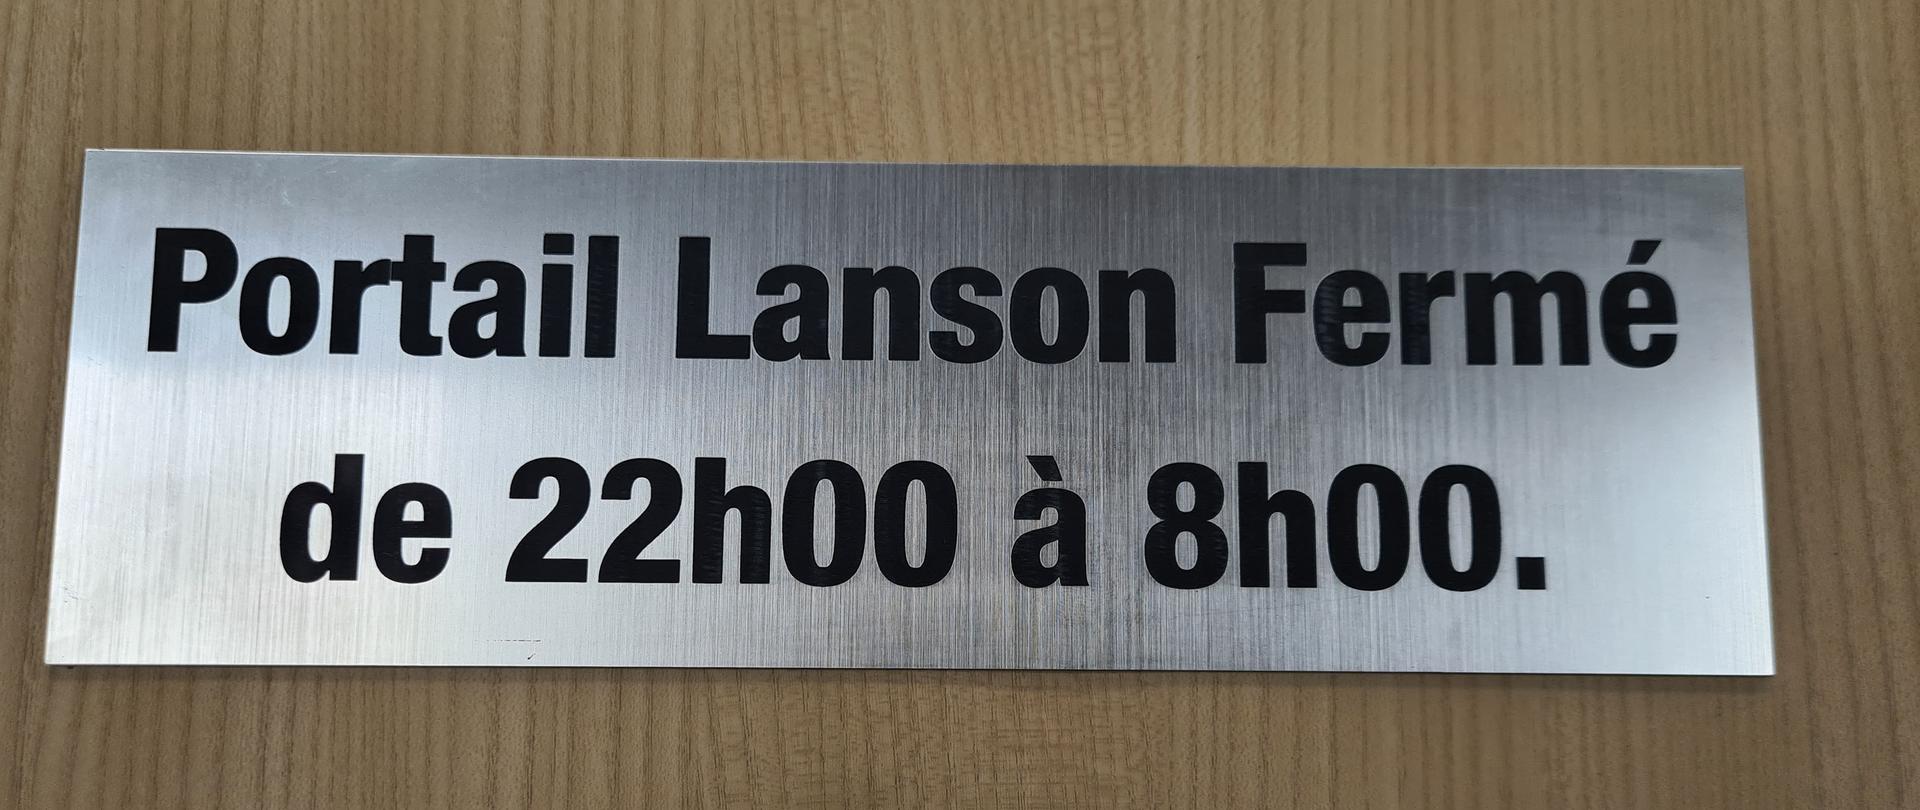 Portail Lanson Fermé
de 22h00 à 8h00.